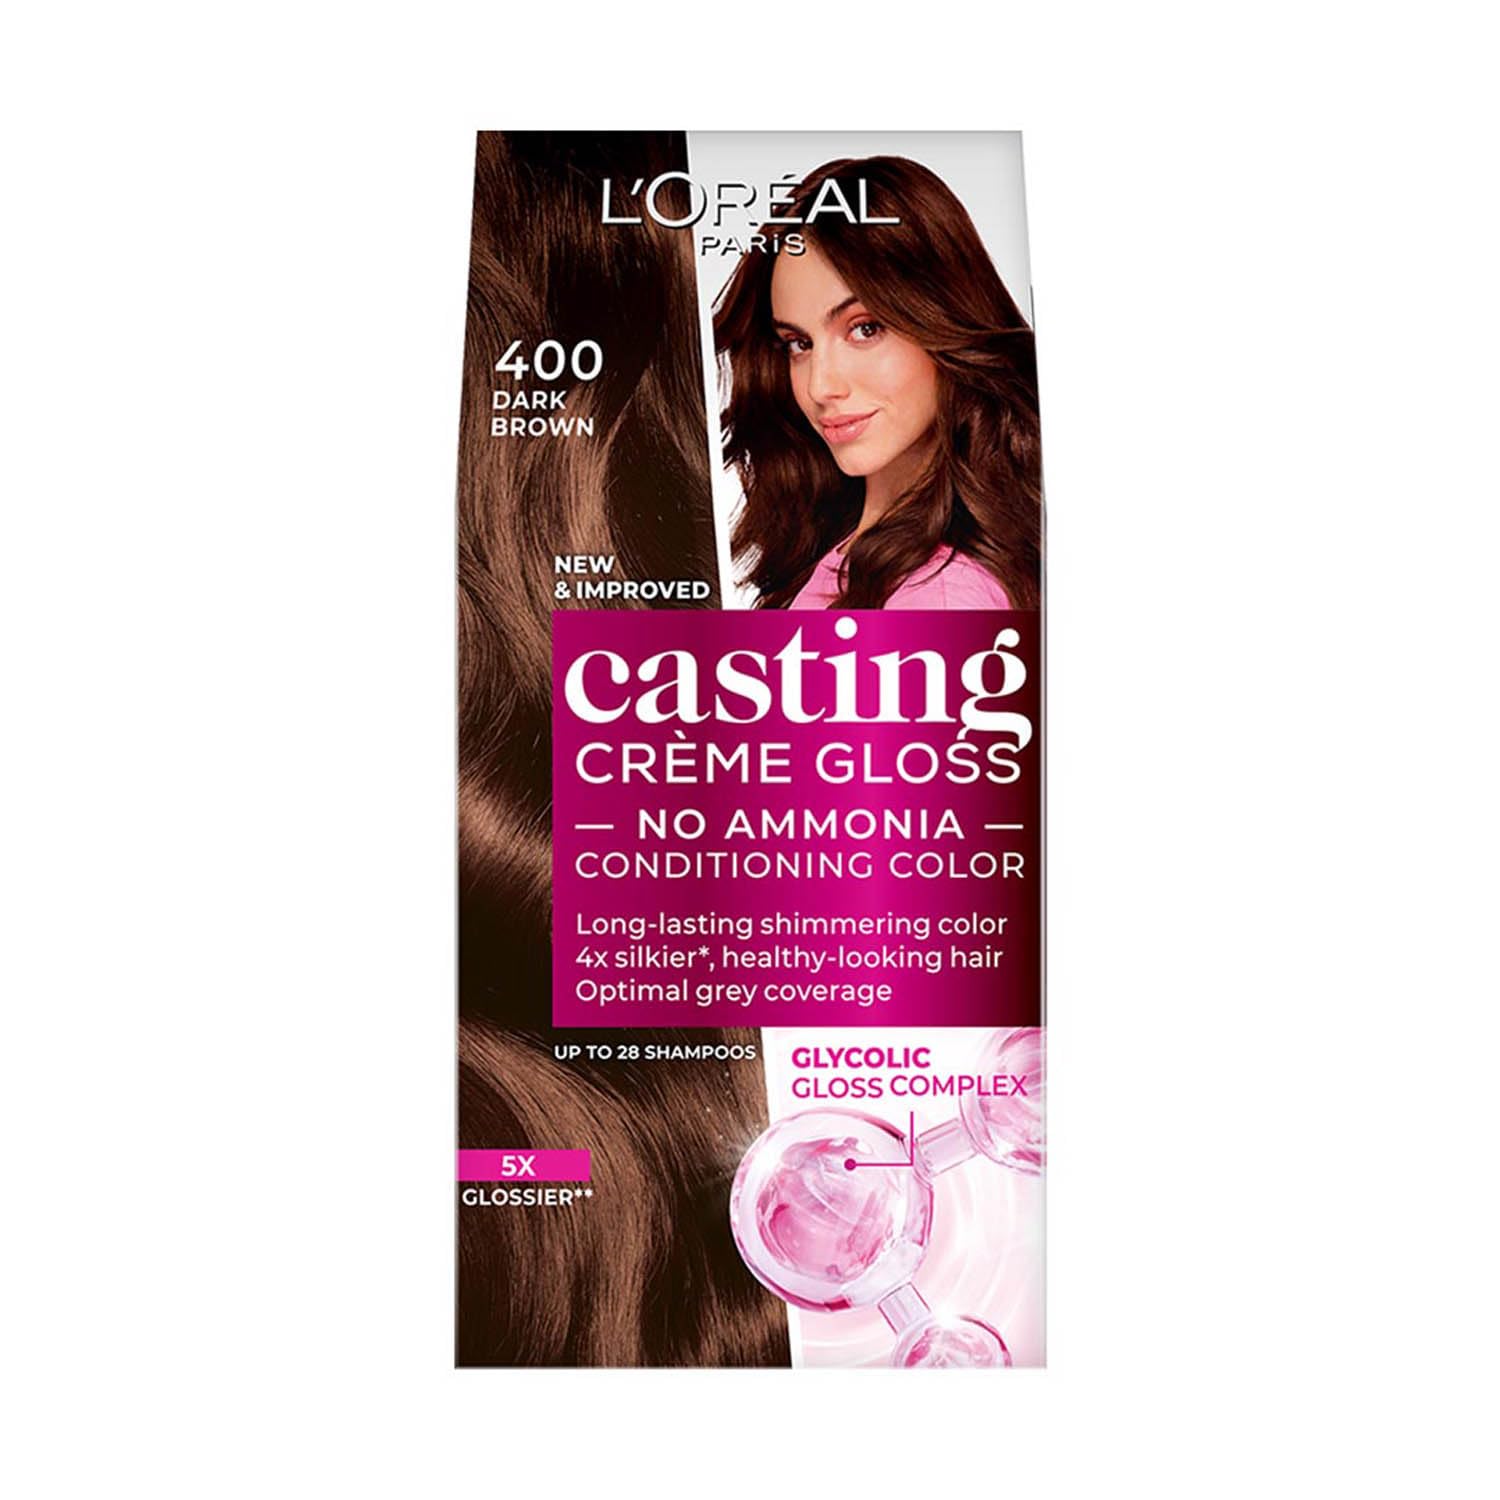 L'ORÉAL
PARiS
400
DARK
BROWN
NEW
& IMPROVED
casting
CRÈME GLOSS
— NO AMMONIA —
CONDITIONING COLOR
Long-lasting shimmering color
4x silkier*, healthy-looking hair
Optimal grey coverage
UP TO 28 SHAMPOOS
GLYCOLIC
GLOSS COMPLEX
5X
GLOSSIER**